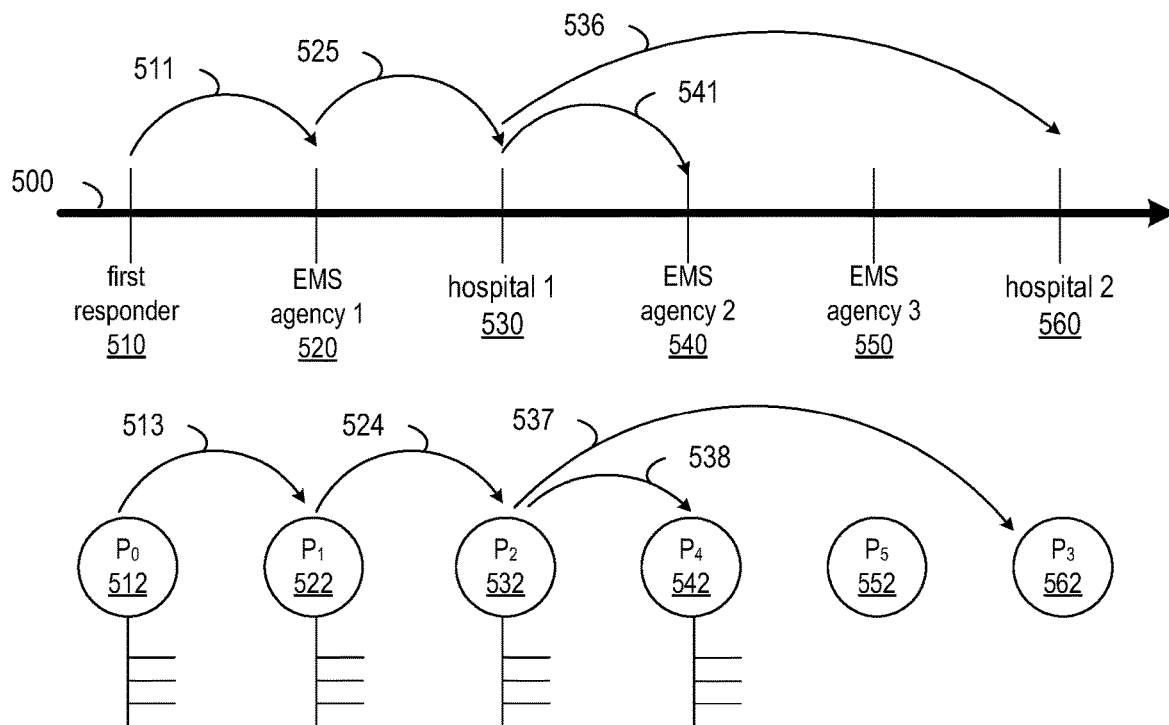 536
525
511
541
500
first
responder
510
EMS
agency 1
520
hospital 1
530
EMS
agency 2
540
EMS
agency 3
550
hospital 2
560
513
524
537
538
P₀
512
P₁
522
P₂
532
P₄
542
P₅
552
P₃
562